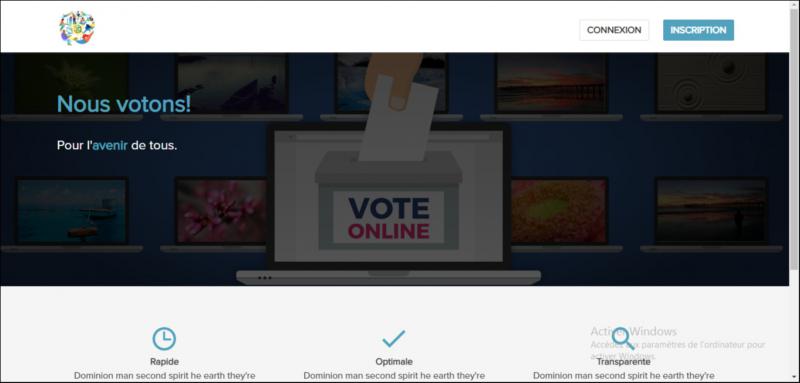 CONNEXION
INSCRIPTION
Nous votons!
Pour l'avenir de tous.
VOTE
ONLINE
Activer Windows
Accédez aux paramètres de l'ordinateur pour
activer Windows.
Rapide
Optimale
Transparente
Dominion man second spirit he earth they're
Dominion man second spirit he earth they're
Dominion man second spirit he earth they're